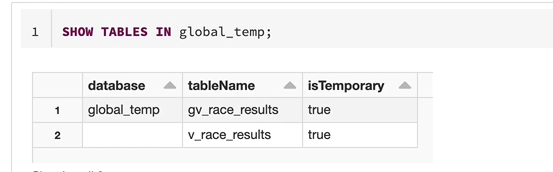 1 SHOW TABLES IN global_temp;
database tableName isTemporary
1 global_temp gv_race_results true
2 v_race_results true